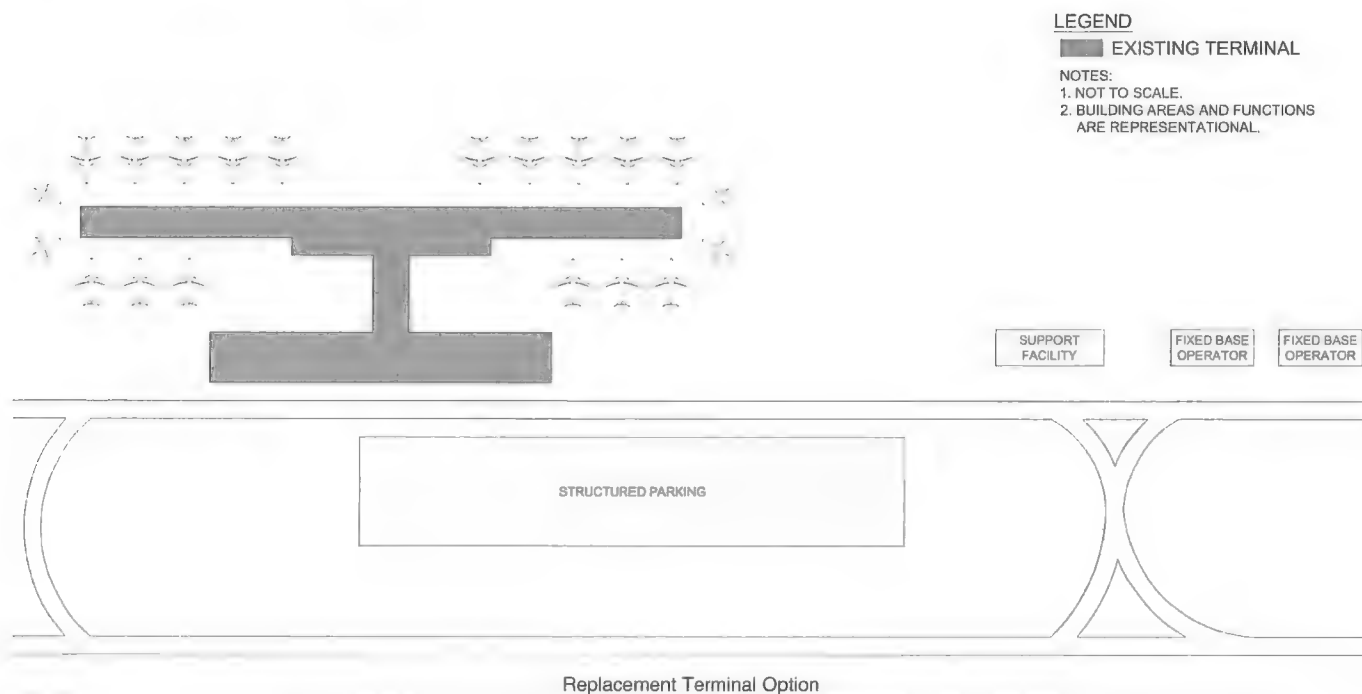 LEGEND
EXISTING TERMINAL
NOTES:
1. NOT TO SCALE.
2. BUILDING AREAS AND FUNCTIONS
ARE REPRESENTATIONAL.
SUPPORT
FACILITY
FIXED BASE
OPERATOR
FIXED BASE
OPERATOR
STRUCTURED PARKING
Replacement Terminal Option